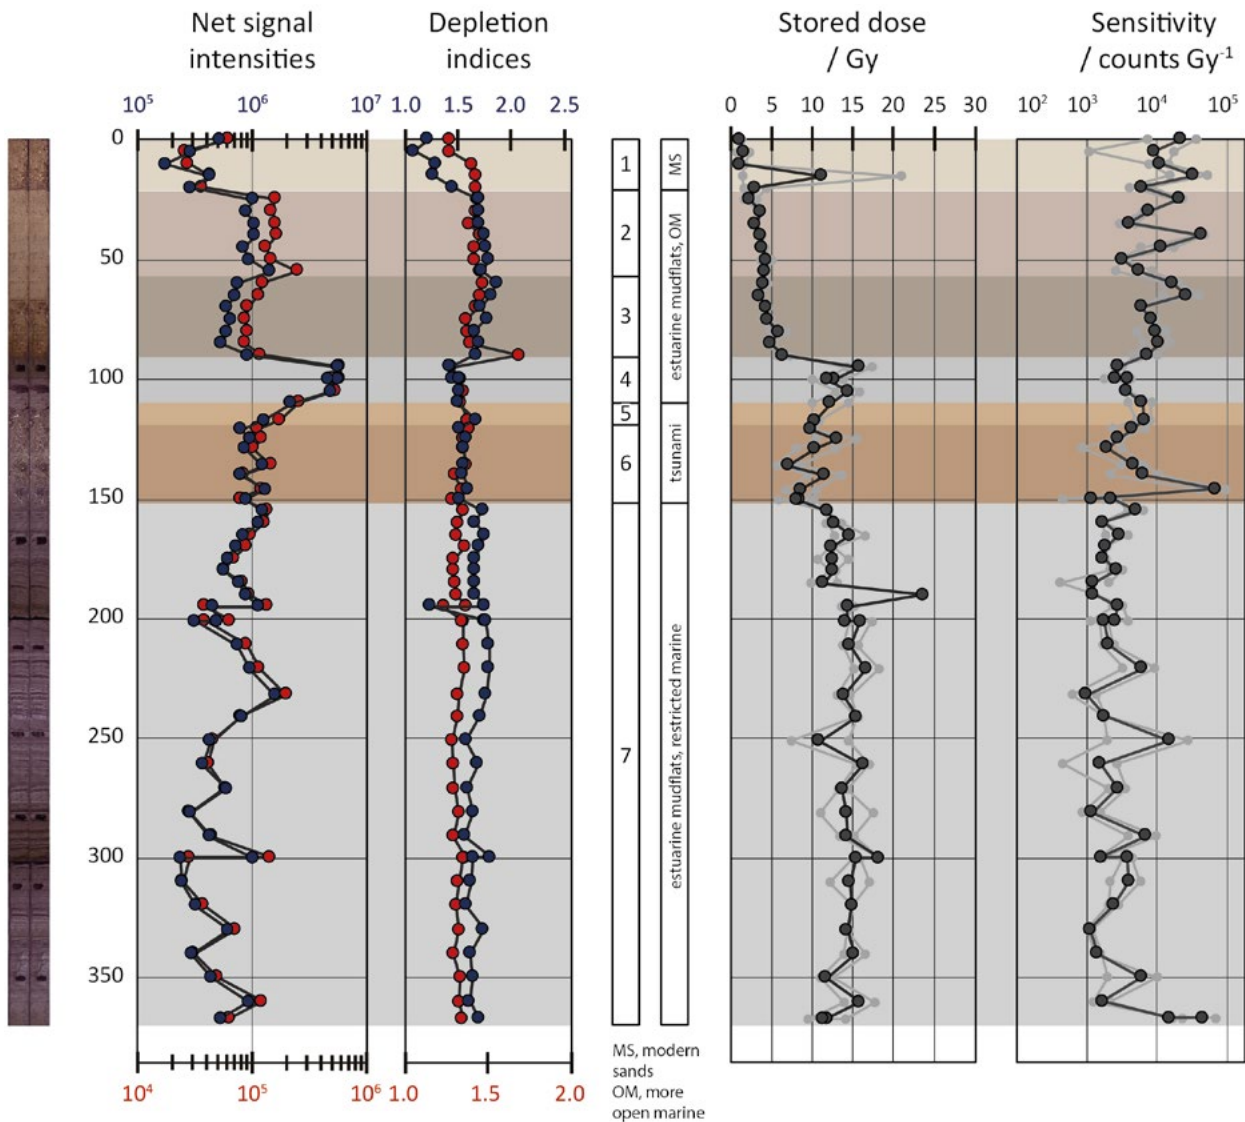 Net signal
intensities
Depletion
indices
Stored dose
/ Gy
Sensitivity
/ counts Gy⁻¹
10⁵ 10⁶ 10⁷
1.0 1.5 2.0 2.5
0 5 10 15 20 25 30
10² 10³ 10⁴ 10⁵
0
50
100
150
200
250
300
350
1
2
3
4
5
6
7
MS
estuarine mudflats, OM
tsunami
estuarine mudflats, restricted marine
10⁴ 10⁵ 10⁶
1.0 1.5 2.0
MS, modern
sands
OM, more
open marine